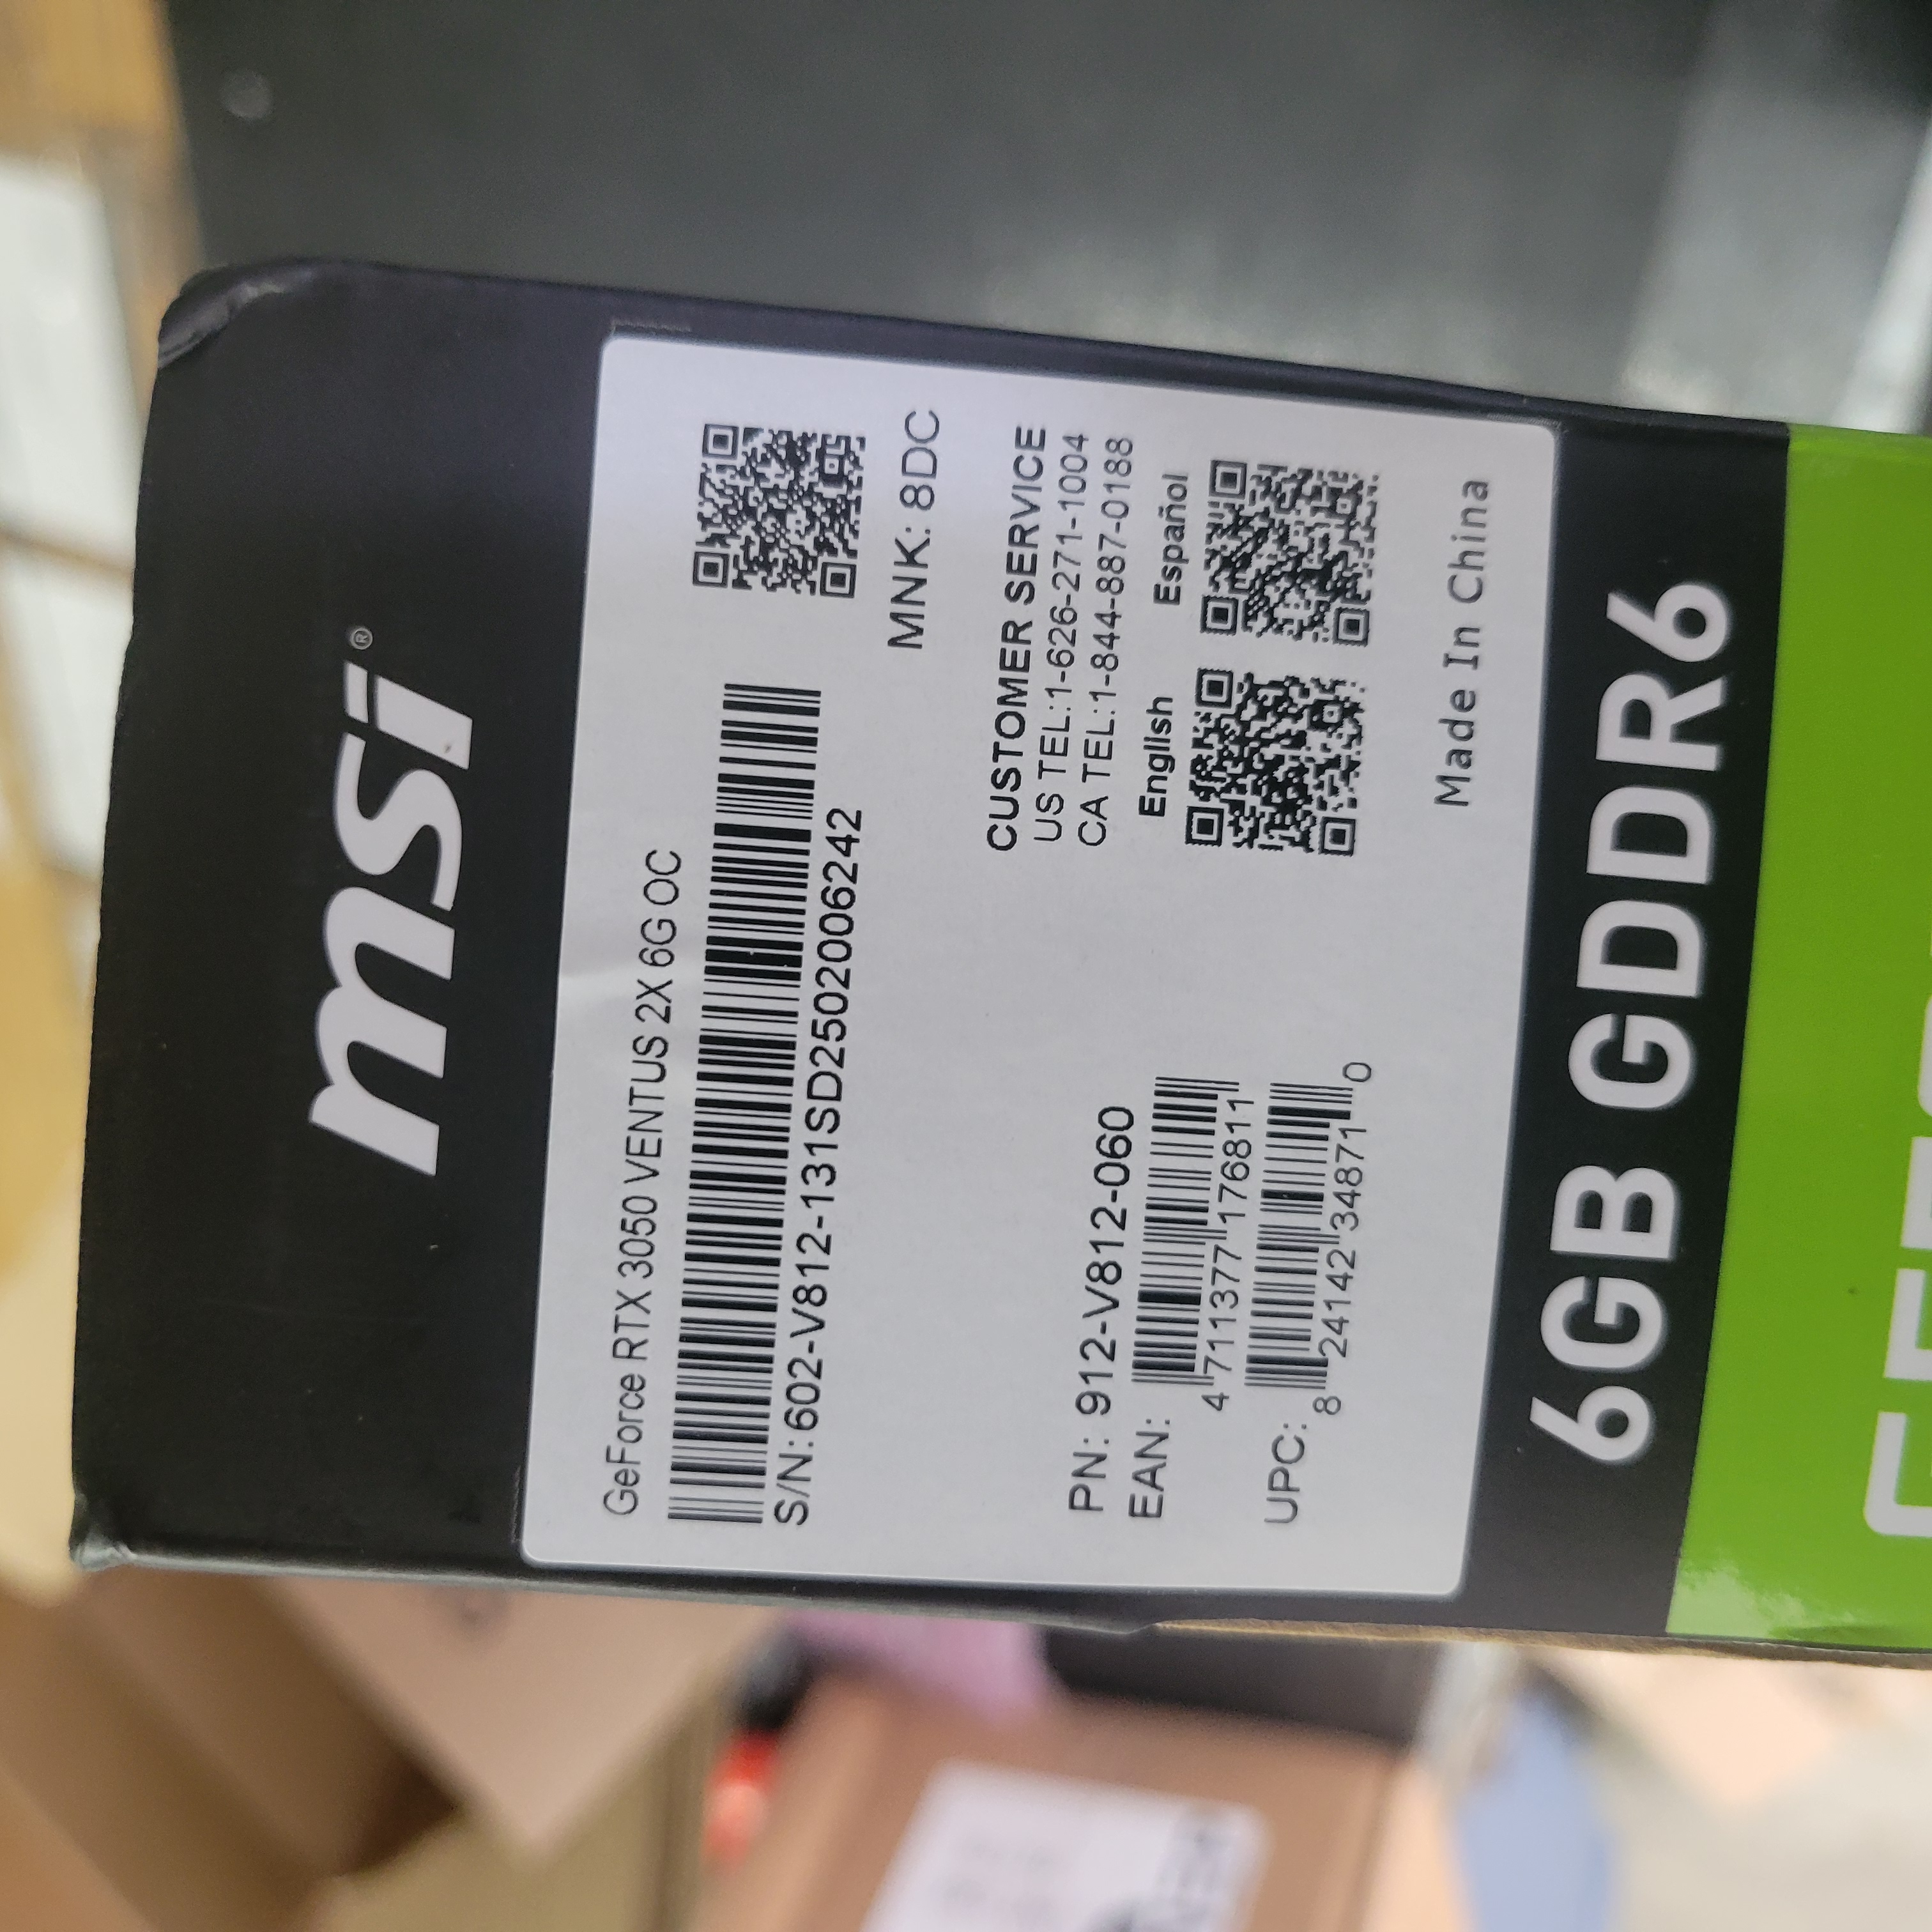 msi®
GeForce RTX 3050 VENTUS 2X 6G OC
S/N:602-V812-131SD2502006242
MNK: 8DC
PN: 912-V812-060
EAN:
4 711377 176811
UPC:
8 24142 34871 0
CUSTOMER SERVICE
US TEL:1-626-271-1004
CA TEL:1-844-887-0188
English Español
Made In China
6GB GDDR6